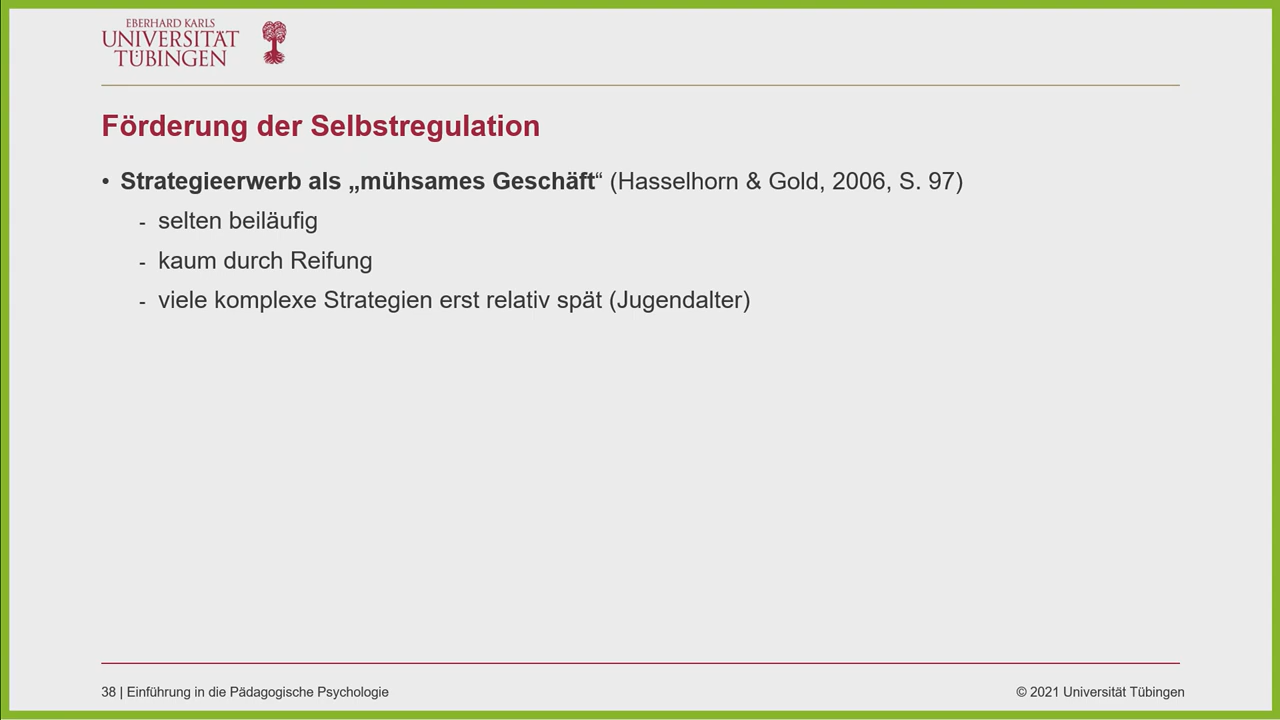 EBERHARD KARLS
UNIVERSITÄT
TÜBINGEN
Förderung der Selbstregulation
• Strategieerwerb als „mühsames Geschäft“ (Hasselhorn & Gold, 2006, S. 97)
- selten beiläufig
- kaum durch Reifung
- viele komplexe Strategien erst relativ spät (Jugendalter)
38 | Einführung in die Pädagogische Psychologie
© 2021 Universität Tübingen